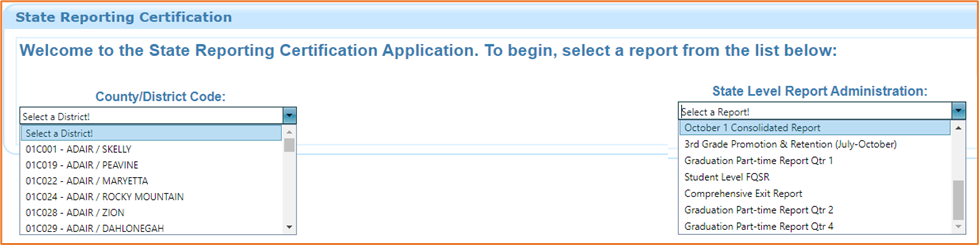 State Reporting Certification
Welcome to the State Reporting Certification Application. To begin, select a report from the list below:
County/District Code:
Select a District!
Select a District!
01C001 - ADAIR / SKELLY
01C019 - ADAIR / PEAVINE
01C022 - ADAIR / MARYETTA
01C024 - ADAIR / ROCKY MOUNTAIN
01C028 - ADAIR / ZION
01C029 - ADAIR / DAHLONEGAH
State Level Report Administration:
Select a Report!
October 1 Consolidated Report
3rd Grade Promotion & Retention (July-October)
Graduation Part-time Report Qtr 1
Student Level FQSR
Comprehensive Exit Report
Graduation Part-time Report Qtr 2
Graduation Part-time Report Qtr 4